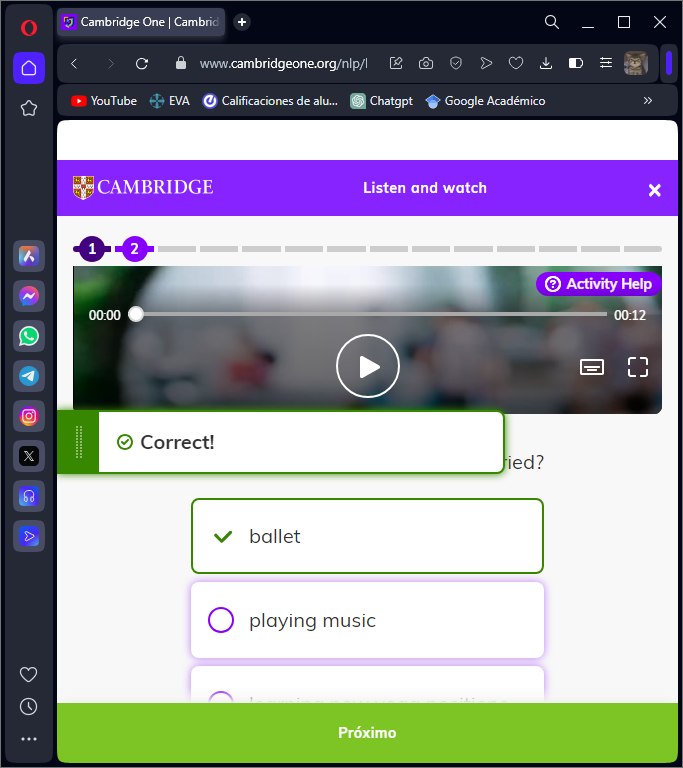 Cambridge One | Cambrid
www.cambridgeone.org/nlp/l
YouTube
EVA
Calificaciones de alu...
Chatgpt
Google Académico
»
CAMBRIDGE
Listen and watch
1
2
Activity Help
00:00
00:12
Correct!
ried?
ballet
playing music
Próximo